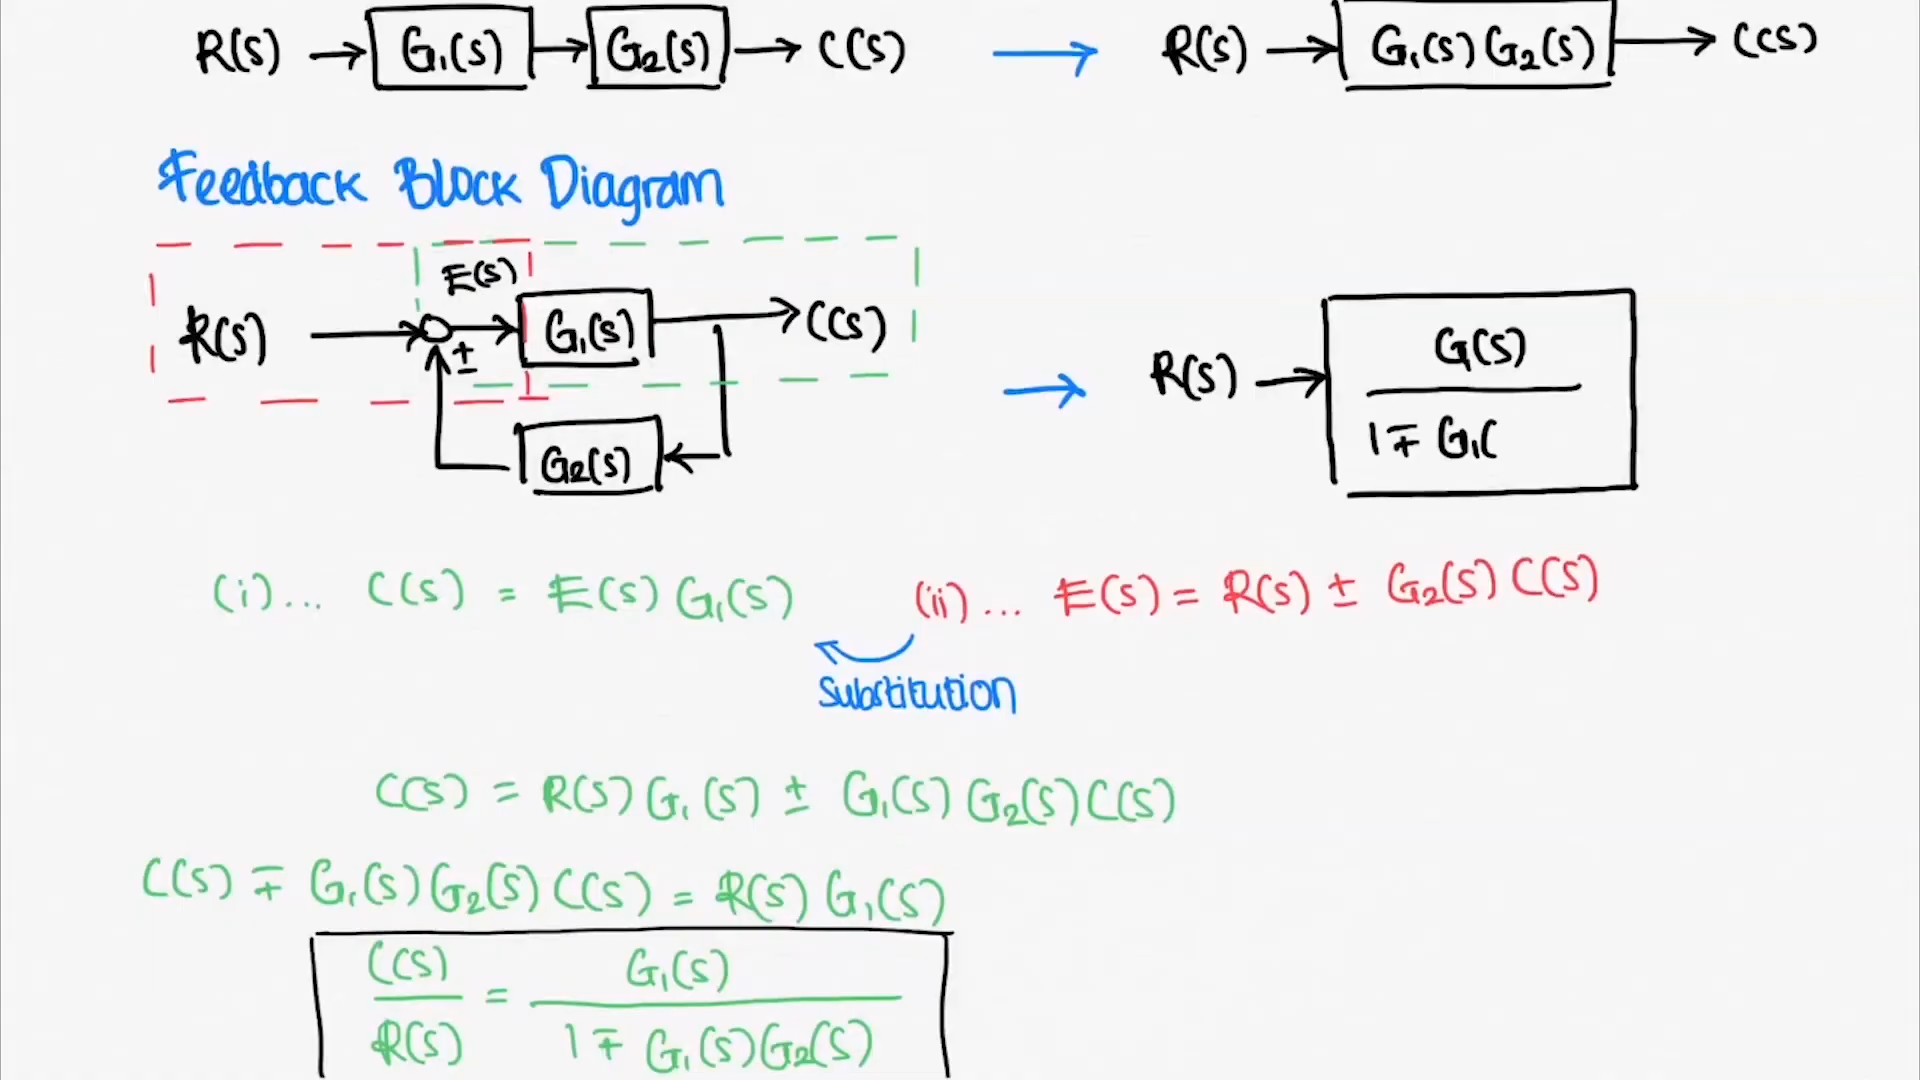 R(s) → G₁(s) → G₂(s) → C(s) → R(s) → G₁(s) G₂(s) → C(s)
Feedback Block Diagram
E(s)
R(s) → ± G₁(s) → C(s)
G₂(s)
R(s) → G(s)
1 ∓ G₁(
(i)... C(s) = E(s) G₁(s)
(ii)... E(s) = R(s) ± G₂(s) C(s)
Substitution
C(s) = R(s) G₁(s) ± G₁(s) G₂(s) C(s)
C(s) ∓ G₁(s) G₂(s) C(s) = R(s) G₁(s)
C(s) = G₁(s)
R(s) 1 ∓ G₁(s) G₂(s)